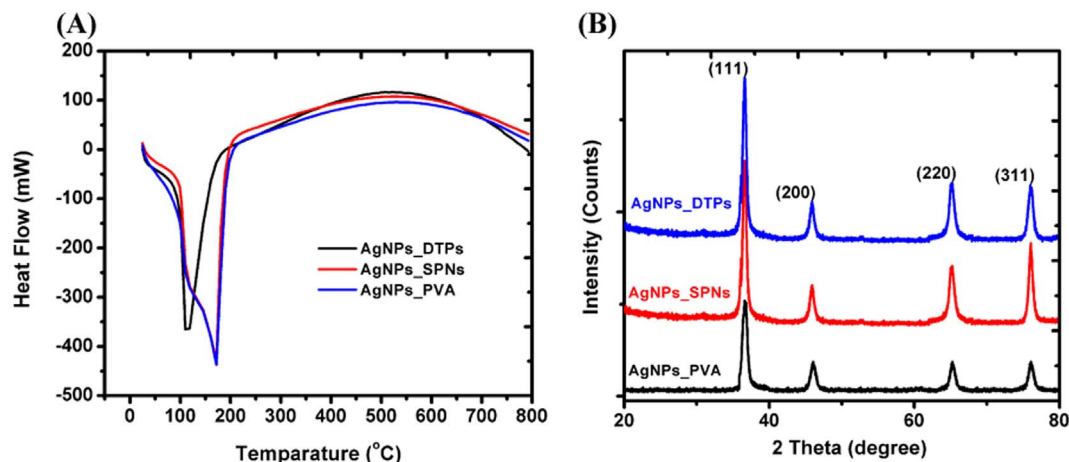 (A)
200
100
0
-100
-200
-300
-400
-500
Heat Flow (mW)
AgNPs_DTPs
AgNPs_SPNs
AgNPs_PVA
0 100 200 300 400 500 600 700 800
Temparature (°C)
(B)
Intensity (Counts)
(111)
(200)
(220)
(311)
AgNPs_DTPs
AgNPs_SPNs
AgNPs_PVA
20 40 60 80
2 Theta (degree)